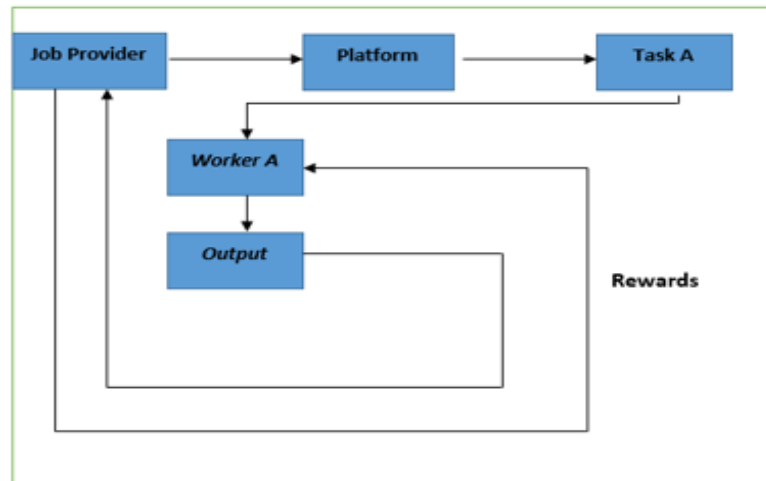 Job Provider
Platform
Task A
Worker A
Output
Rewards